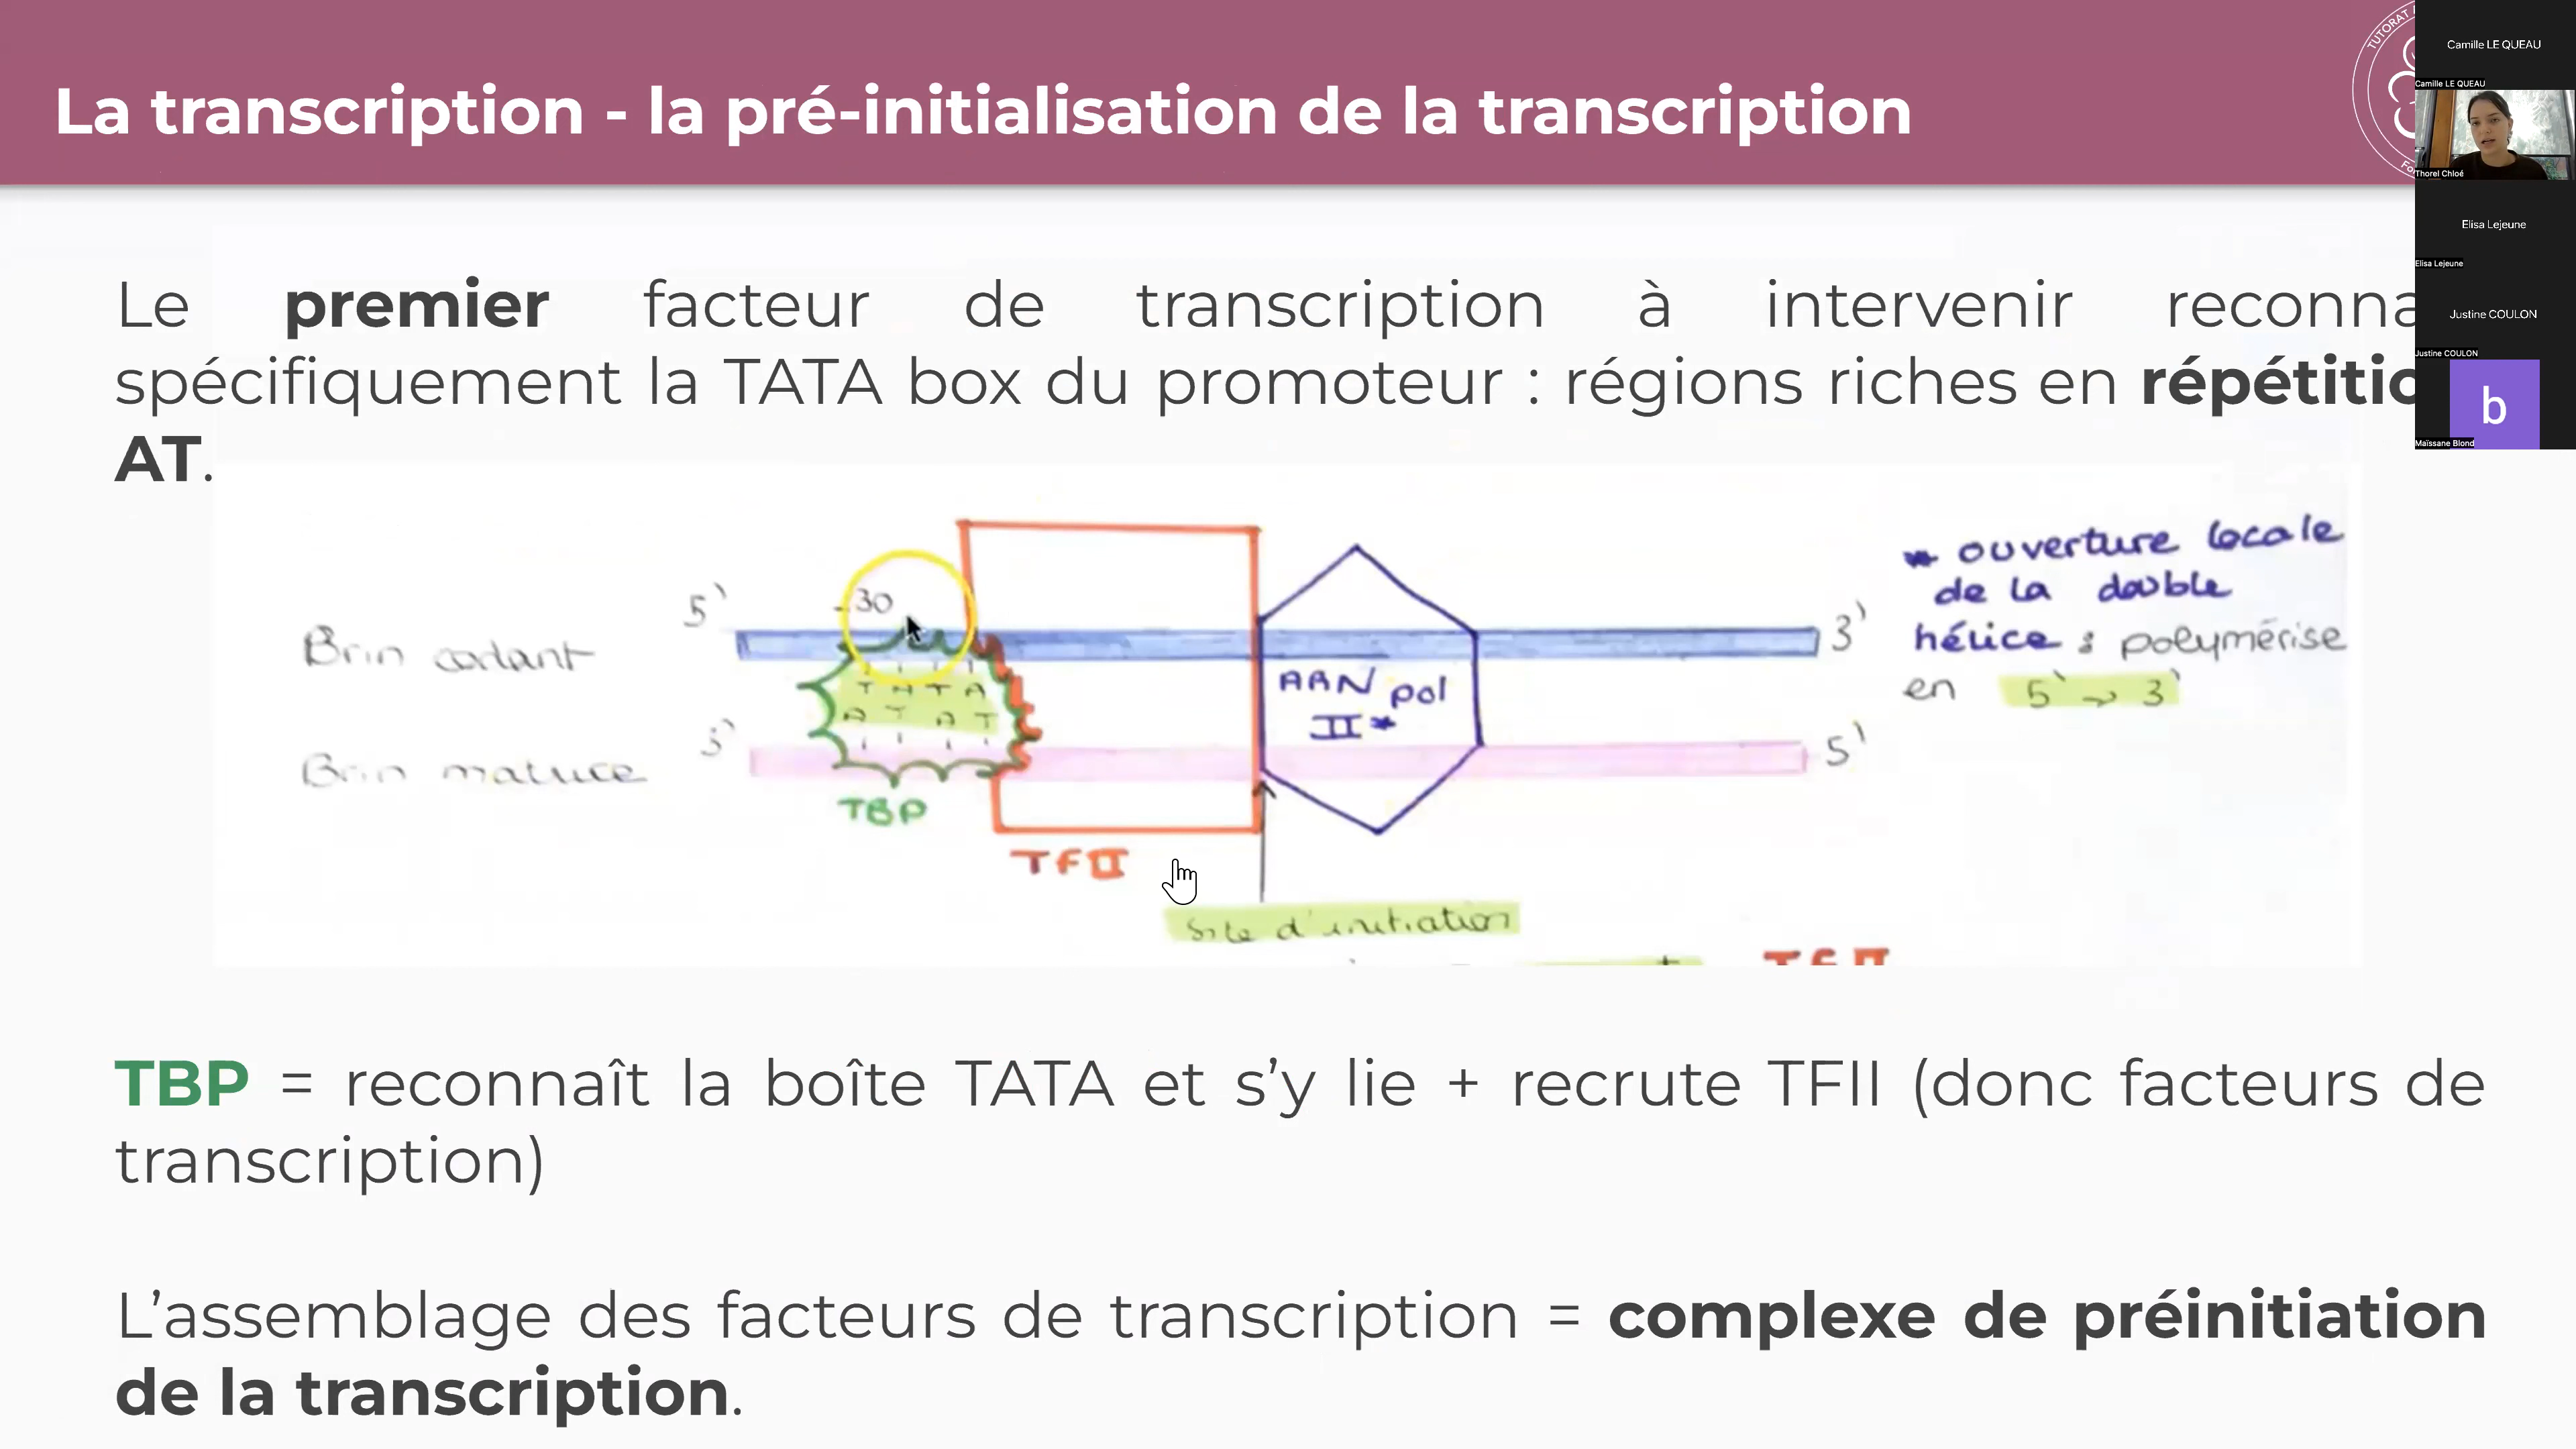 La transcription - la pré-initialisation de la transcription
Le premier facteur de transcription à intervenir reconna
spécifiquement la TATA box du promoteur : régions riches en répétitio
AT.
5'
-30
3'
Brin codant
T A T A
A T A T
Brin matrice
3'
5'
TBP
TFII
ARN pol
II*
Site d'initiation
* ouverture locale
de la double
hélice : polymérise
en 5' → 3'
TBP = reconnaît la boîte TATA et s'y lie + recrute TFII (donc facteurs de
transcription)
L'assemblage des facteurs de transcription = complexe de préinitiation
de la transcription.
TUTORAT
Camille LE QUEAU
Camille LE QUEAU
Thorel Chloé
Elisa Lejeune
Elisa Lejeune
Justine COULON
Justine COULON
b
Maïssane Blond